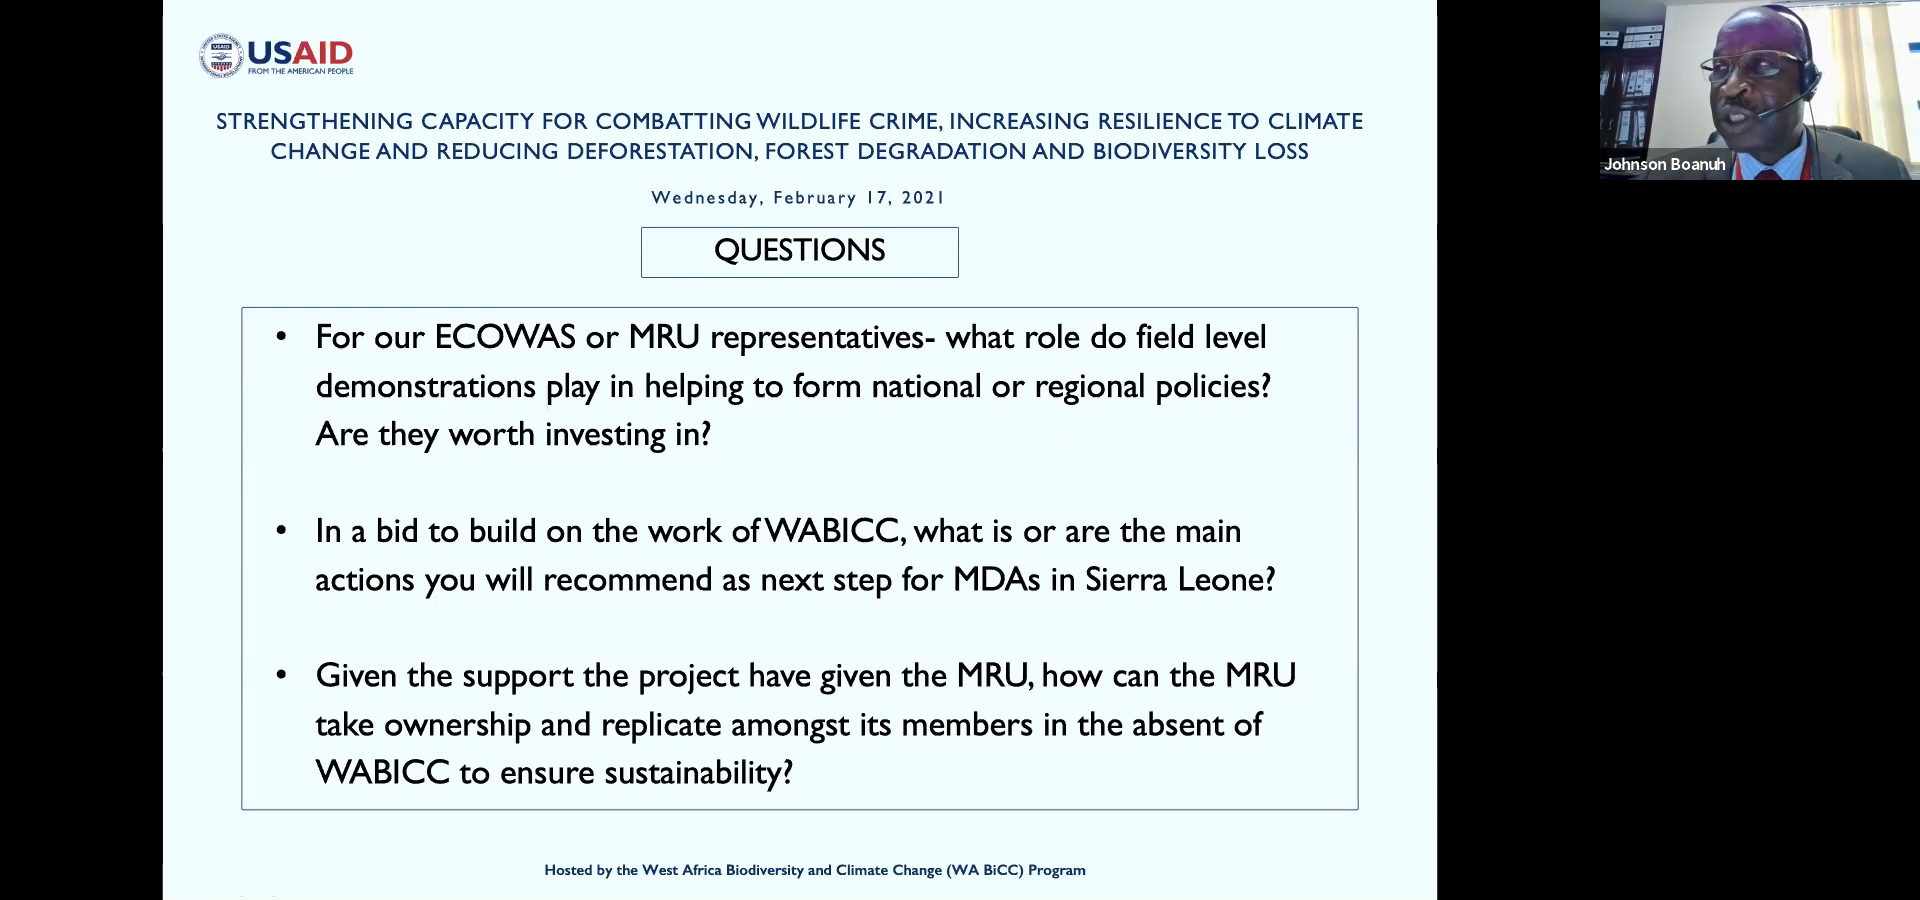 USAID
FROM THE AMERICAN PEOPLE
STRENGTHENING CAPACITY FOR COMBATTING WILDLIFE CRIME, INCREASING RESILIENCE TO CLIMATE
CHANGE AND REDUCING DEFORESTATION, FOREST DEGRADATION AND BIODIVERSITY LOSS
Wednesday, February 17, 2021
QUESTIONS
• For our ECOWAS or MRU representatives- what role do field level
demonstrations play in helping to form national or regional policies?
Are they worth investing in?
• In a bid to build on the work of WABICC, what is or are the main
actions you will recommend as next step for MDAs in Sierra Leone?
• Given the support the project have given the MRU, how can the MRU
take ownership and replicate amongst its members in the absent of
WABICC to ensure sustainability?
Hosted by the West Africa Biodiversity and Climate Change (WA BiCC) Program
Johnson Boanuh